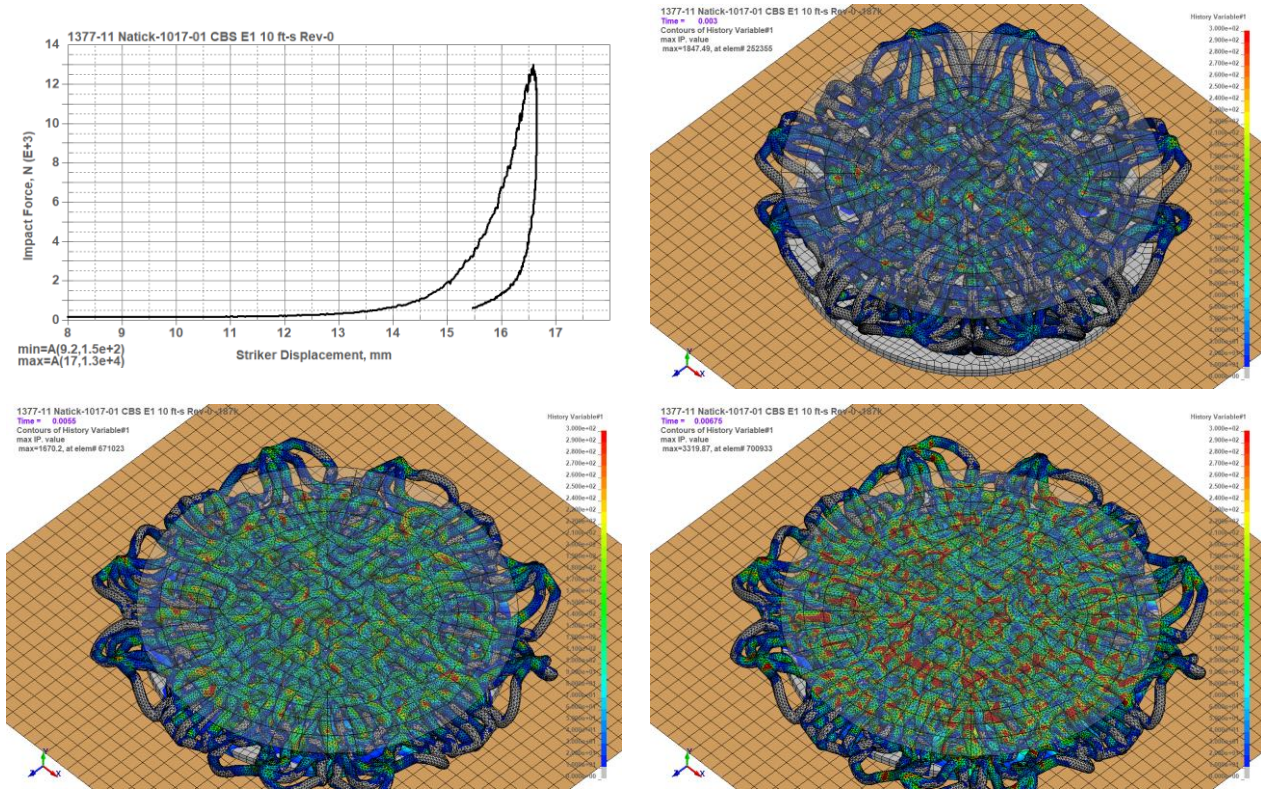 1377-11 Natick-1017-01 CBS E1 10 ft-s Rev-0
14
12
10
8
6
4
2
0
Impact Force, N (E+3)
8 9 10 11 12 13 14 15 16 17
min=A(9.2,1.5e+2)
max=A(17,1.3e+4)
Striker Displacement, mm
1377-11 Natick-1017-01 CBS E1 10 ft-s Rev-0 -187k
Time = 0.003
Contours of History Variable#1
max IP. value
max=1847.49, at elem# 252355
History Variable#1
3.000e+02
2.900e+02
2.800e+02
2.700e+02
2.600e+02
2.500e+02
2.400e+02
2.300e+02
Y
Z X
1377-11 Natick-1017-01 CBS E1 10 ft-s Rev-0 -187k
Time = 0.0055
Contours of History Variable#1
max IP. value
max=1670.2, at elem# 671023
History Variable#1
3.000e+02
2.900e+02
2.800e+02
2.700e+02
2.600e+02
2.500e+02
2.400e+02
2.300e+02
Y
Z X
1377-11 Natick-1017-01 CBS E1 10 ft-s Rev-0 -187k
Time = 0.00675
Contours of History Variable#1
max IP. value
max=3319.87, at elem# 700933
History Variable#1
3.000e+02
2.900e+02
2.800e+02
2.700e+02
2.600e+02
2.500e+02
2.400e+02
2.300e+02
Y
Z X